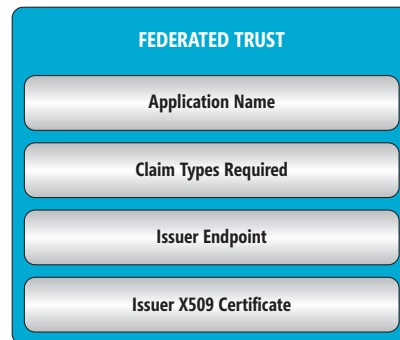 FEDERATED TRUST
Application Name
Claim Types Required
Issuer Endpoint
Issuer X509 Certificate